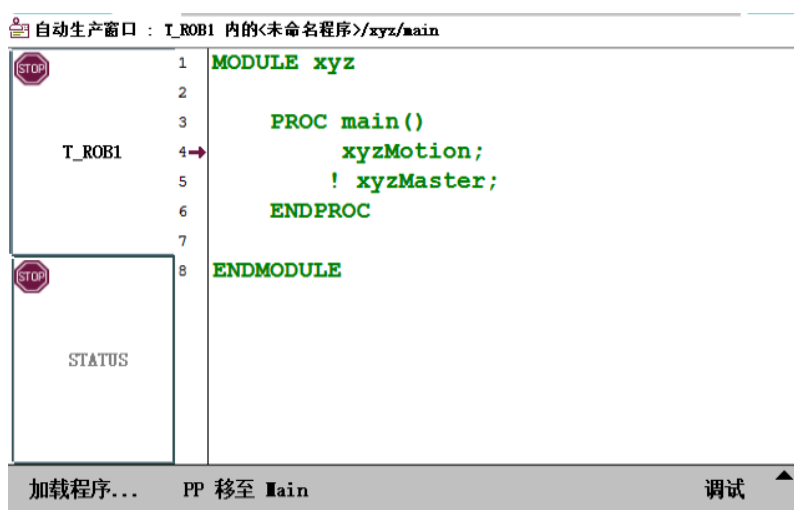 自动生产窗口 : T_ROB1 内的<未命名程序>/xyz/main
STOP
T_ROB1
1 MODULE xyz
2
3 PROC main()
4 xyzMotion;
5 ! xyzMaster;
6 ENDPROC
7
8 ENDMODULE
STOP
STATUS
加载程序... PP 移至 Main 调试